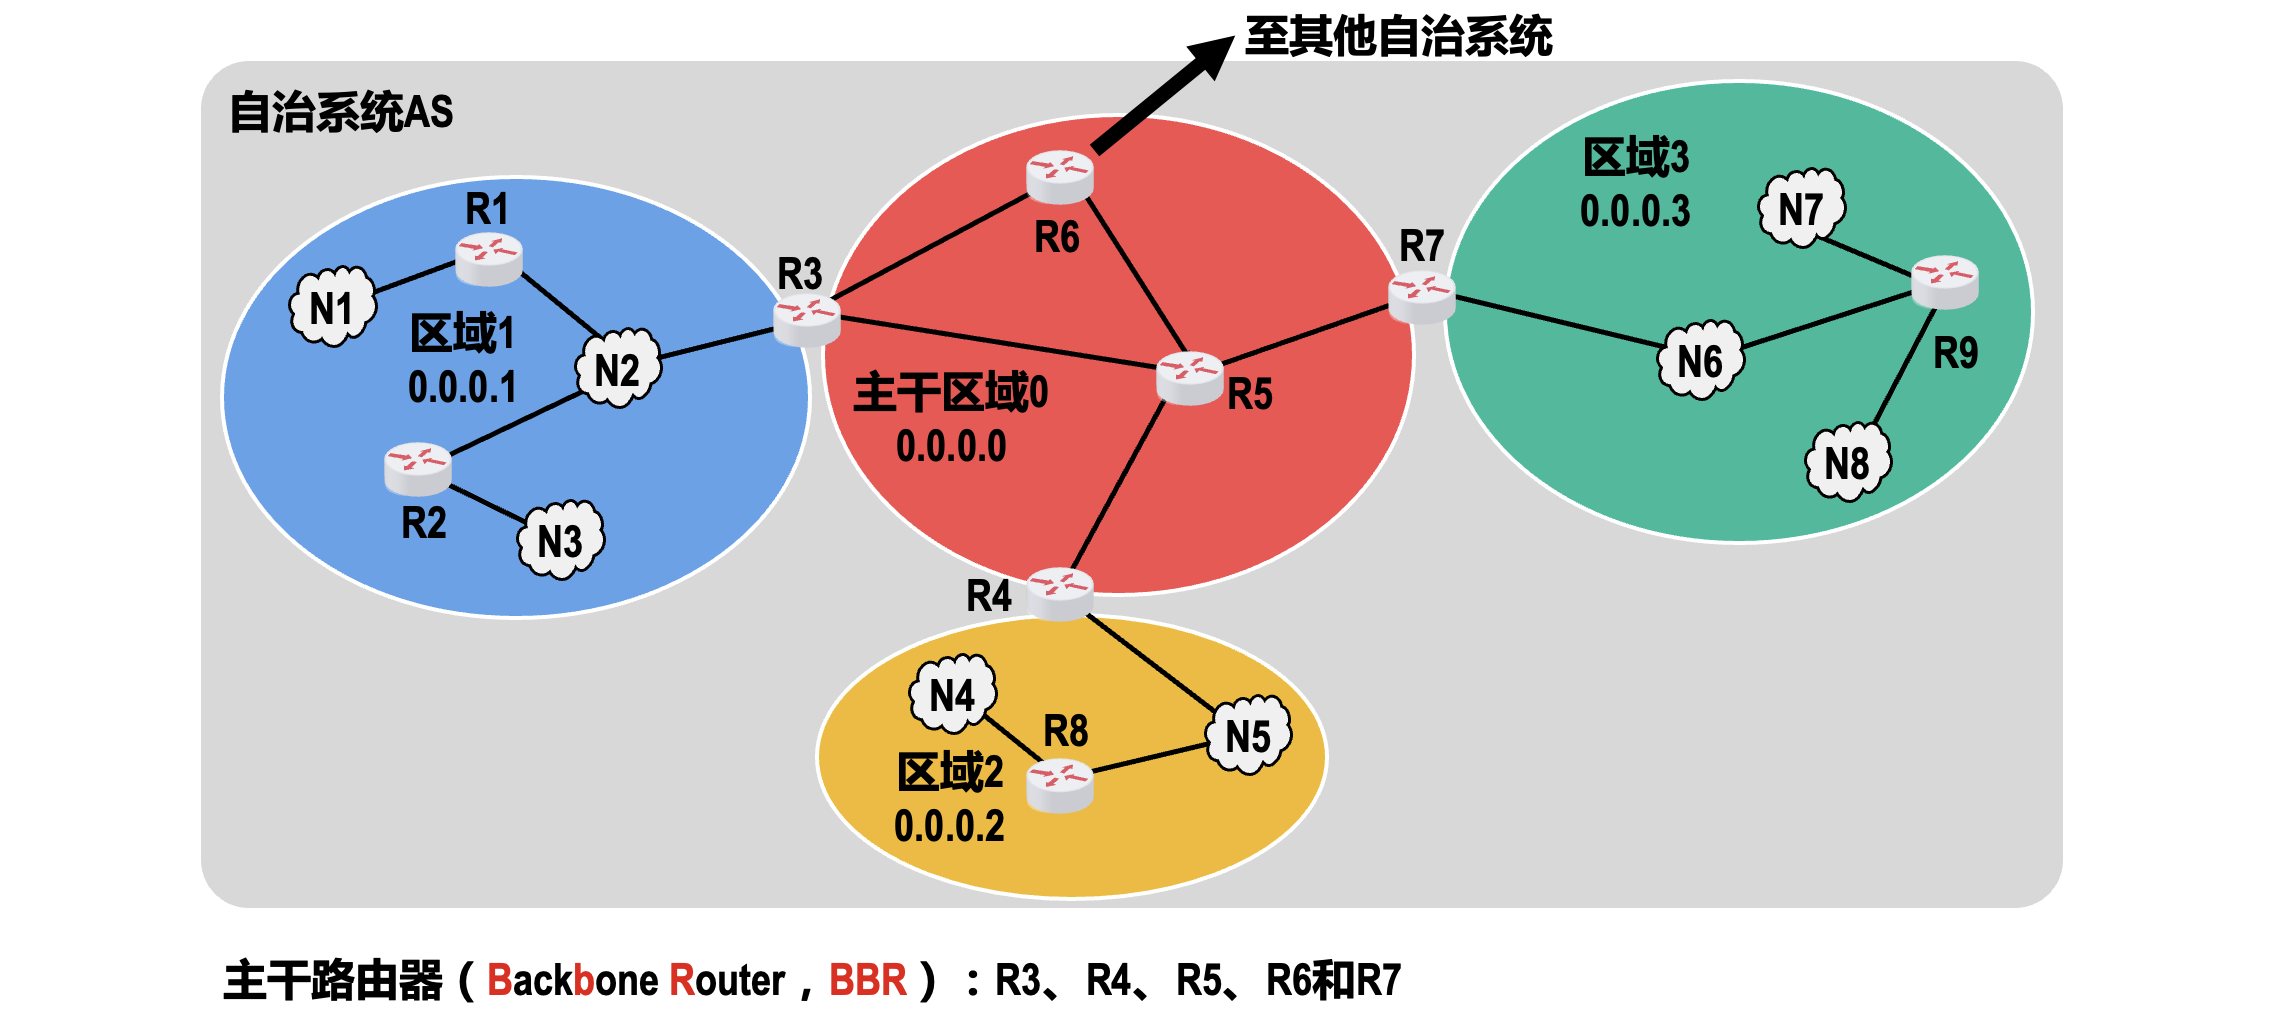 至其他自治系统
自治系统AS
区域3
0.0.0.3
N7
R1
R6
R7
R3
N1
区域1
0.0.0.1
N2
R9
N6
主干区域0
0.0.0.0
R5
N8
R2
N3
R4
N4
R8
N5
区域2
0.0.0.2
主干路由器（Backbone Router，BBR）：R3、R4、R5、R6和R7